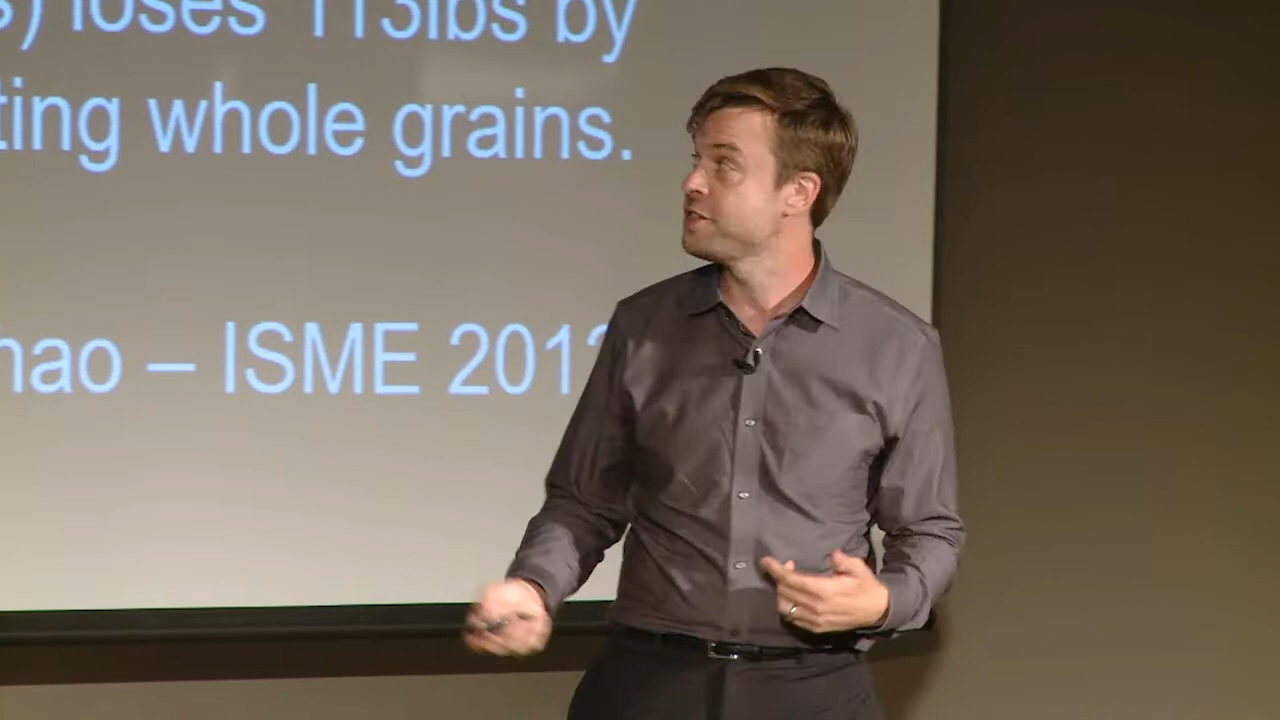 s) loses 113lbs by
ting whole grains.
hao – ISME 201